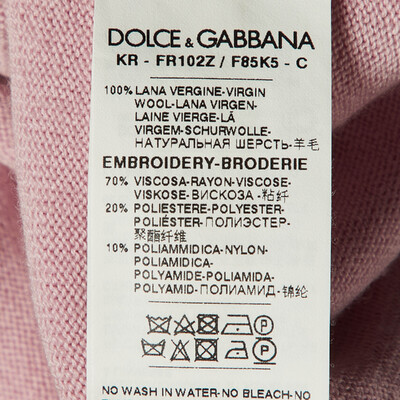 DOLCE & GABBANA
KR - FR102Z / F85K5 - C
100% LANA VERGINE-VIRGIN
WOOL-LANA VIRGEN-
LAINE VIERGE-LÃ
VIRGEM-SCHURWOLLE-
НАТУРАЛЬНАЯ ШЕРСТЬ-羊毛
EMBROIDERY-BRODERIE
70% VISCOSA-RAYON-VISCOSE-
VISKOSE-ВИСКОЗА -粘纤
20% POLIESTERE-POLYESTER-
POLIÉSTER-ПОЛИЭСТЕР-
聚酯纤维
10% POLIAMMIDICA-NYLON-
POLIAMIDICA-
POLYAMIDE-POLIAMIDA-
POLYAMID-ПОЛИАМИД-锦纶
P
P
NO WASH IN WATER-NO BLEACH-NO